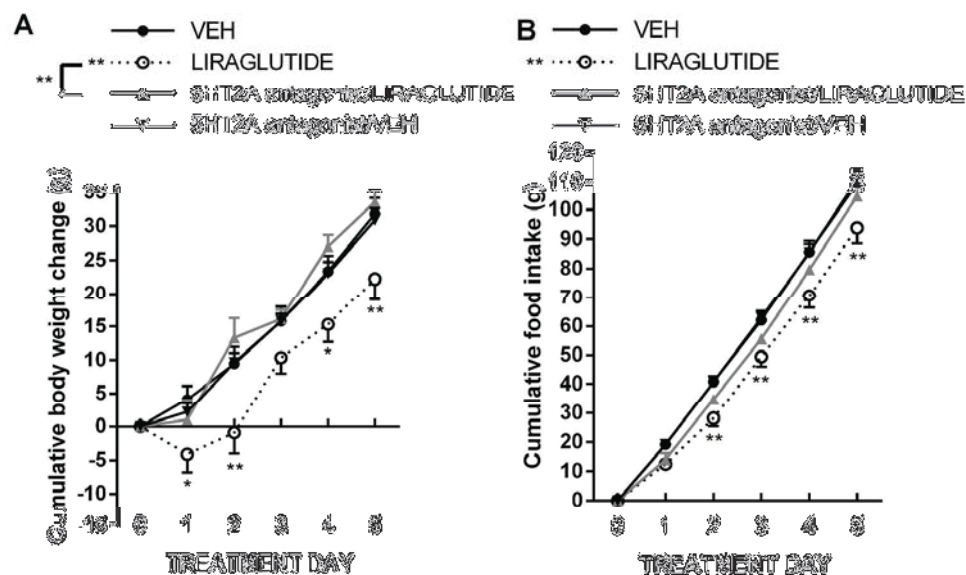 A
VEH
** LIRAGLUTIDE
**
5HT2A antagonist/LIRAGLUTIDE
5HT2A antagonist/VEH
Cumulative body weight change (g)
35
30
25
20
15
10
5
0
-5
-10
-15
* ** * **
0 1 2 3 4 5
TREATMENT DAY
B
VEH
** LIRAGLUTIDE
5HT2A antagonist/LIRAGLUTIDE
5HT2A antagonist/VEH
Cumulative food intake (g)
120
110
100
90
80
70
60
50
40
30
20
10
0
** ** ** **
0 1 2 3 4 5
TREATMENT DAY